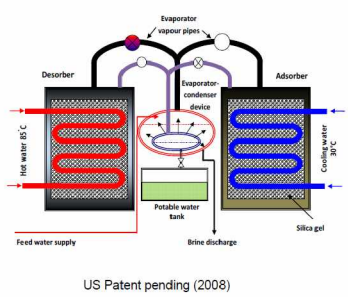 Evaporator
vapour pipes
Desorber
Adsorber
Evaporator-
condenser
device
Hot water 85˚C
Cooling water
30°C
Potable water
tank
Silica gel
Feed water supply
Brine discharge
US Patent pending (2008)